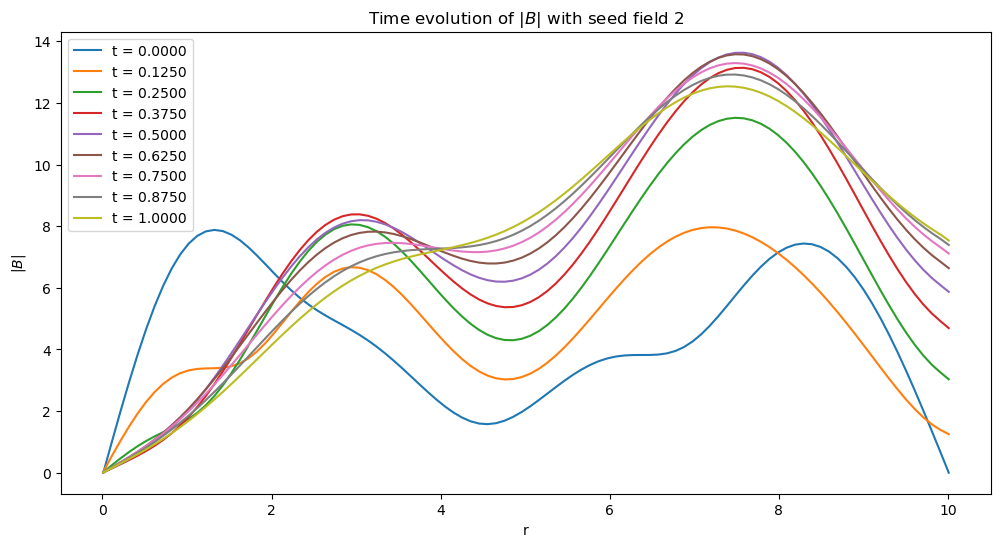 Time evolution of |B| with seed field 2
|B|
14
12
10
8
6
4
2
0
t = 0.0000
t = 0.1250
t = 0.2500
t = 0.3750
t = 0.5000
t = 0.6250
t = 0.7500
t = 0.8750
t = 1.0000
0 2 4 6 8 10
r